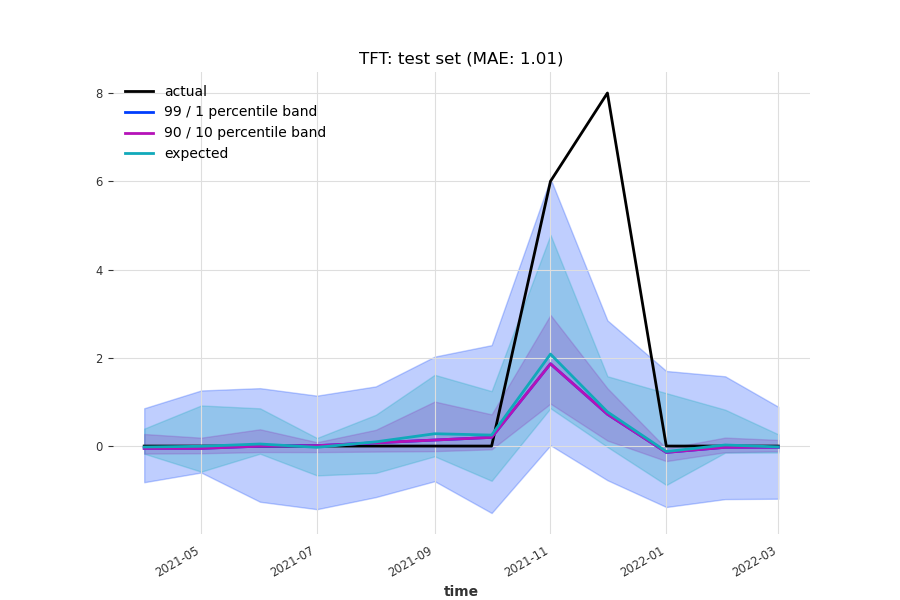 TFT: test set (MAE: 1.01)
actual
99 / 1 percentile band
90 / 10 percentile band
expected
8
6
4
2
0
2021-05
2021-07
2021-09
2021-11
2022-01
2022-03
time